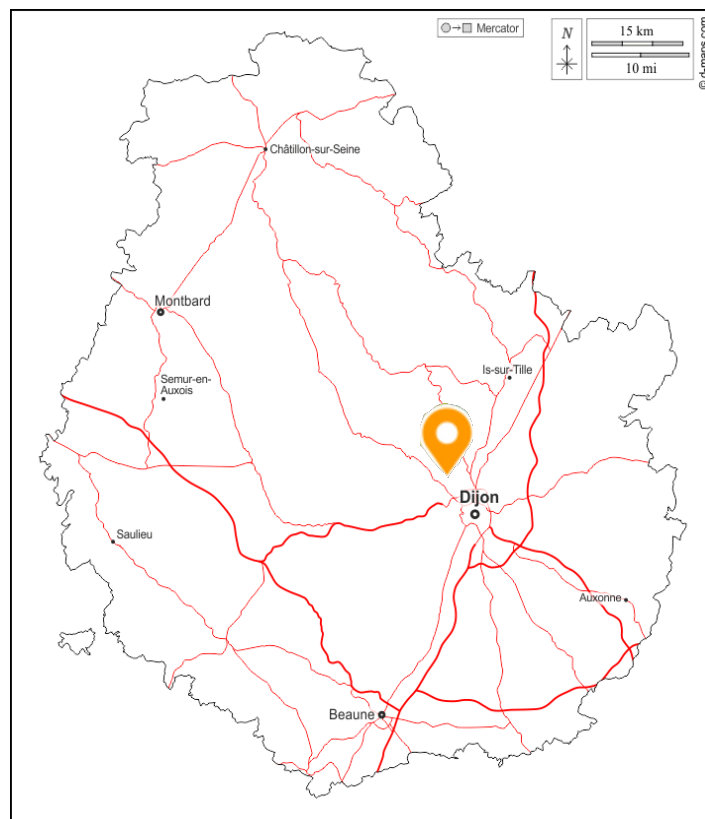 Mercator
N
15 km
10 mi
© d-maps.com
Châtillon-sur-Seine
Montbard
Semur-en-
Auxois
Is-sur-Tille
Dijon
Saulieu
Auxonne
Beaune